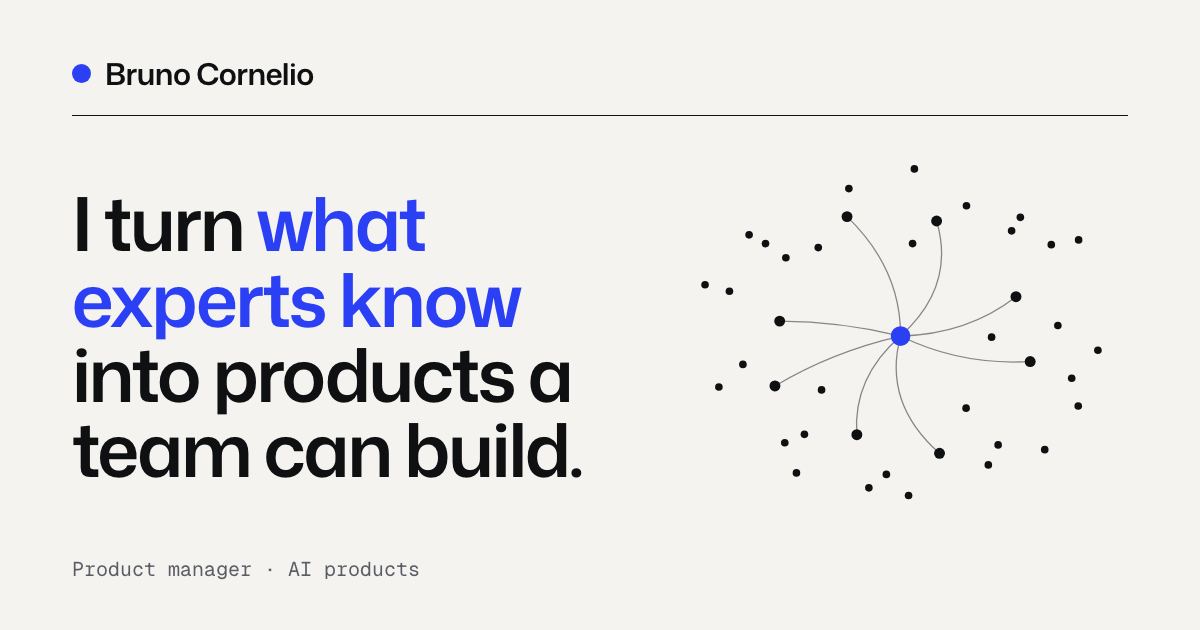 Bruno Cornelio
I turn what
experts know
into products a
team can build.
Product manager · AI products